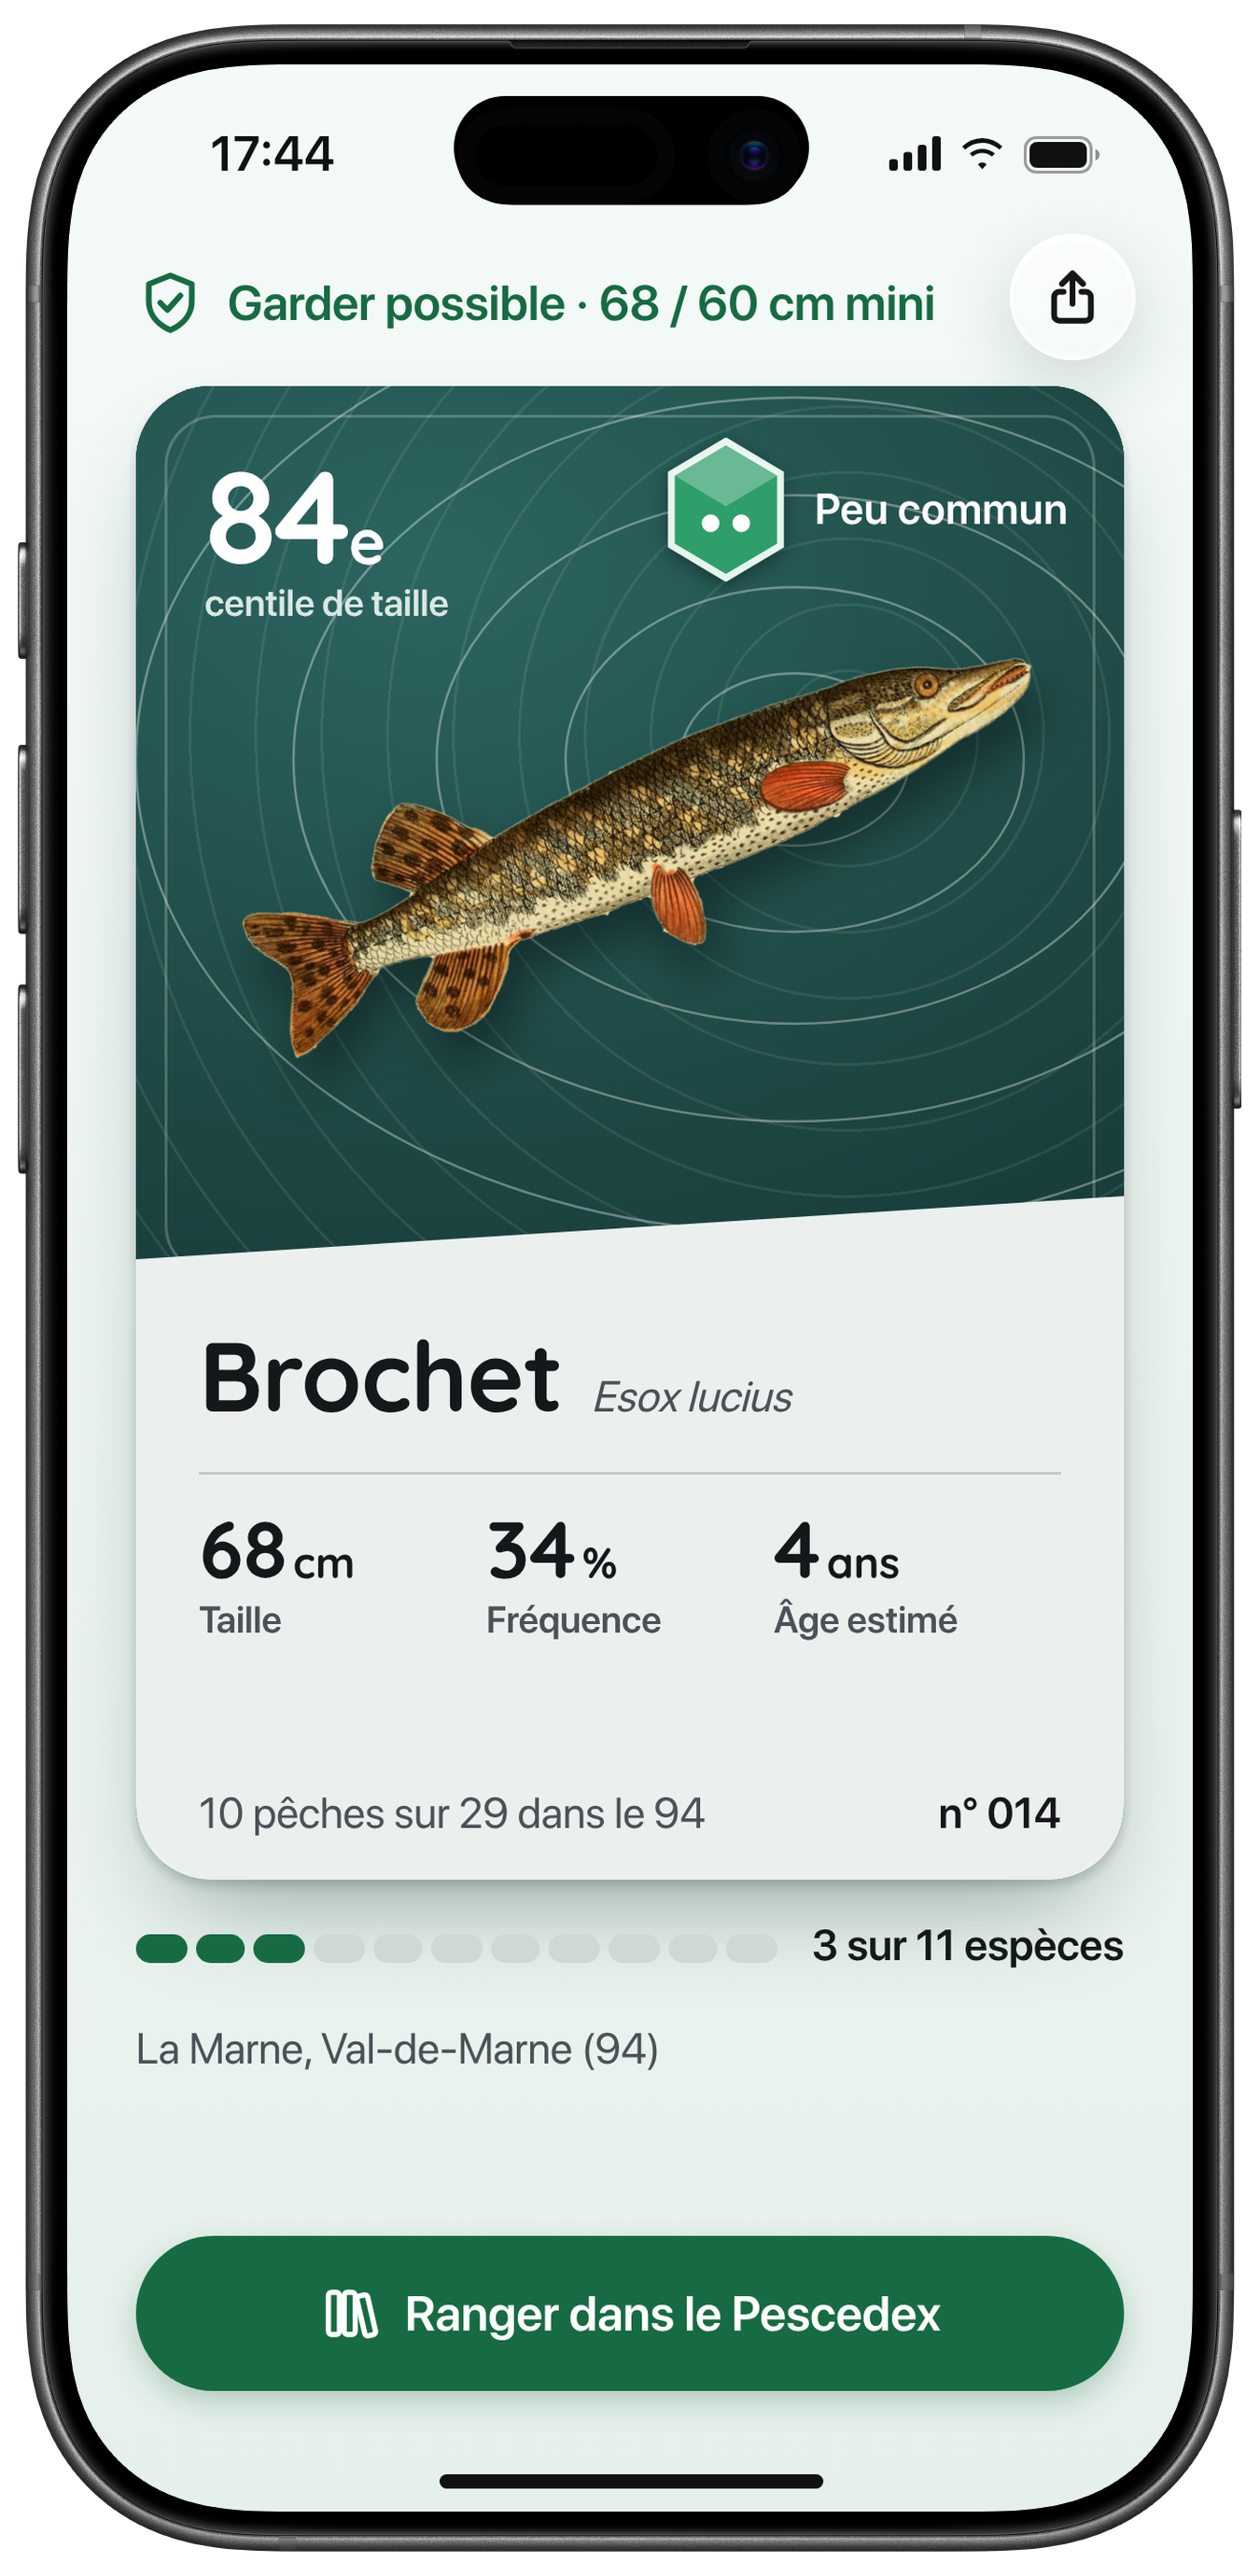 17:44
Garder possible · 68 / 60 cm mini
84e
centile de taille
Peu commun
Brochet Esox lucius
68 cm 34 % 4 ans
Taille Fréquence Âge estimé
10 pêches sur 29 dans le 94 n° 014
3 sur 11 espèces
La Marne, Val-de-Marne (94)
Ranger dans le Pescedex